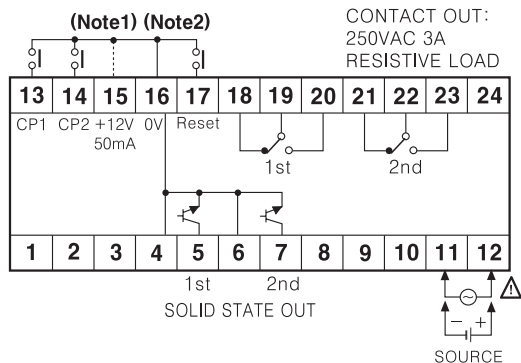 (Note1) (Note2)
CONTACT OUT:
250VAC 3A
RESISTIVE LOAD
13 14 15 16 17 18 19 20 21 22 23 24
CP1 CP2 +12V 0V Reset
50mA
1st 2nd
1 2 3 4 5 6 7 8 9 10 11 12
1st 2nd
SOLID STATE OUT
− +
SOURCE